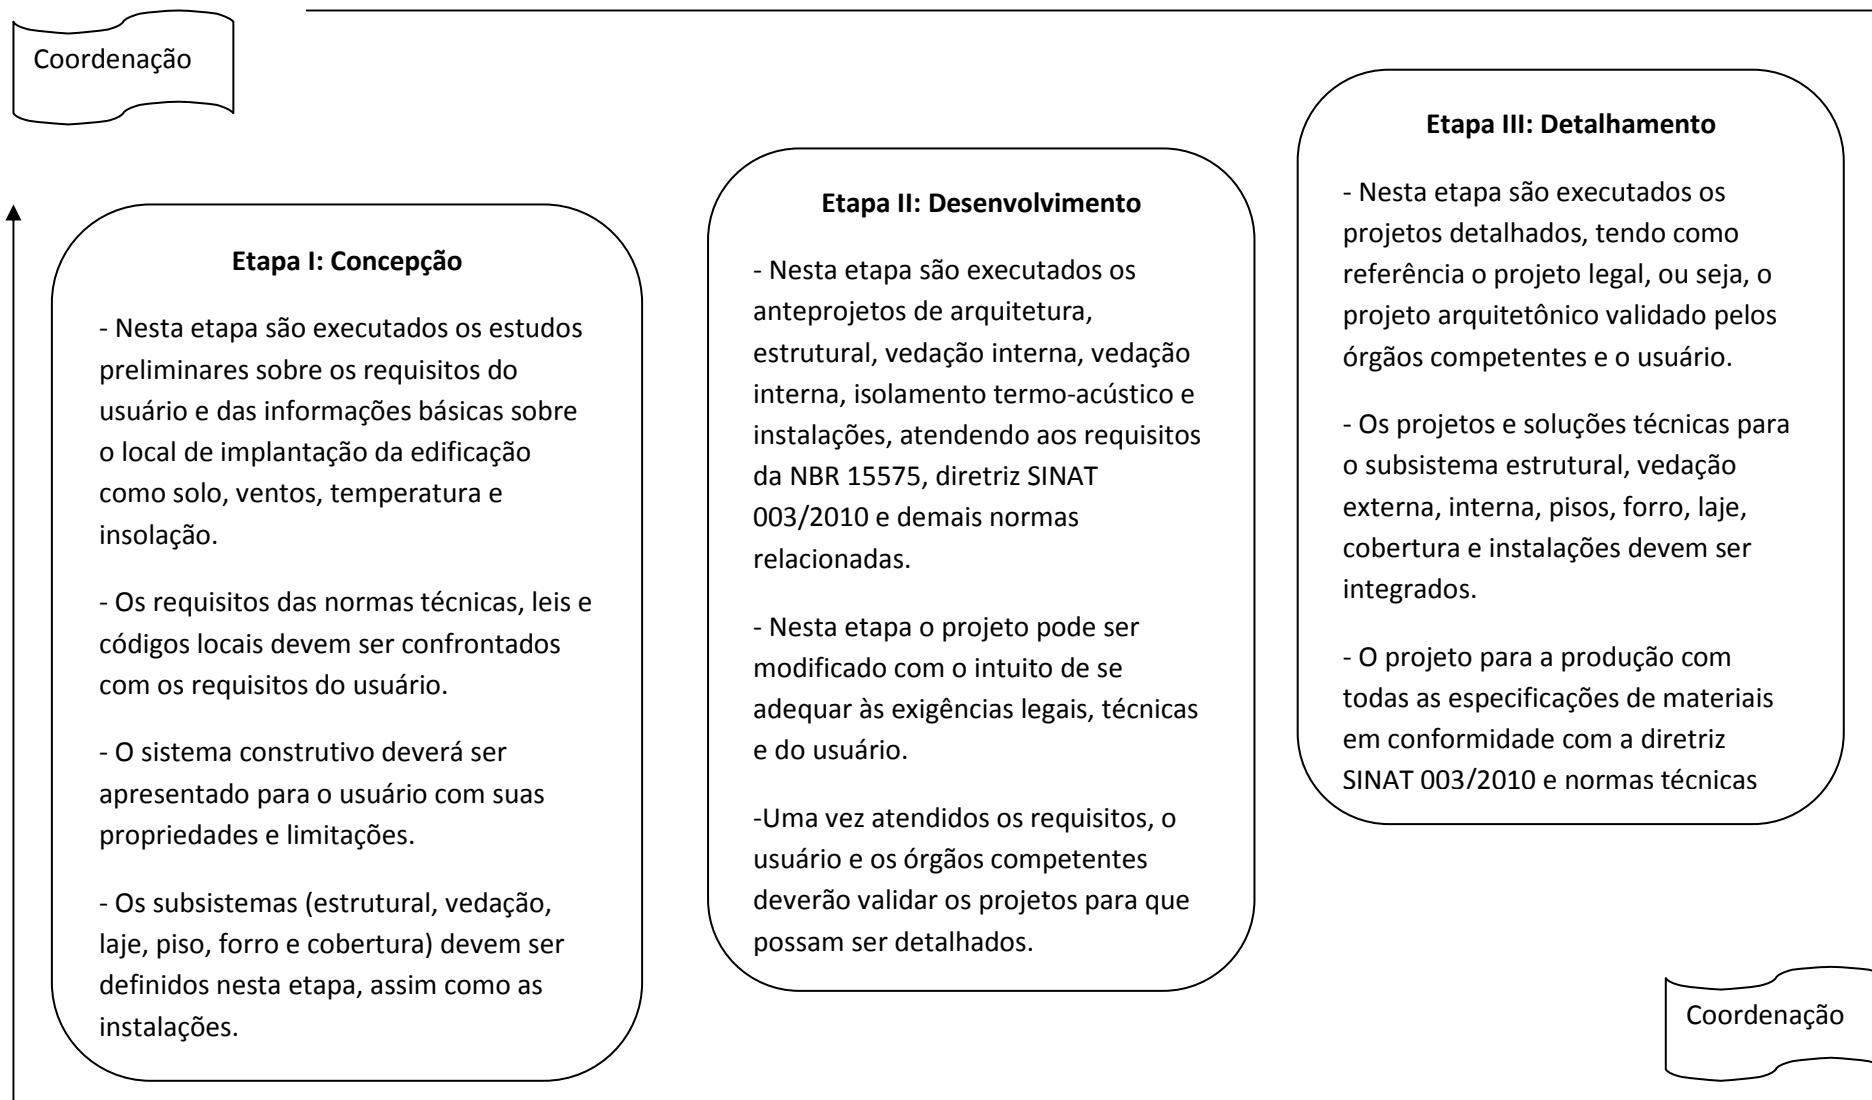 Coordenação
Etapa I: Concepção
- Nesta etapa são executados os estudos
preliminares sobre os requisitos do
usuário e das informações básicas sobre
o local de implantação da edificação
como solo, ventos, temperatura e
insolação.
- Os requisitos das normas técnicas, leis e
códigos locais devem ser confrontados
com os requisitos do usuário.
- O sistema construtivo deverá ser
apresentado para o usuário com suas
propriedades e limitações.
- Os subsistemas (estrutural, vedação,
laje, piso, forro e cobertura) devem ser
definidos nesta etapa, assim como as
instalações.
Etapa II: Desenvolvimento
- Nesta etapa são executados os
anteprojetos de arquitetura,
estrutural, vedação interna, vedação
interna, isolamento termo-acústico e
instalações, atendendo aos requisitos
da NBR 15575, diretriz SINAT
003/2010 e demais normas
relacionadas.
- Nesta etapa o projeto pode ser
modificado com o intuito de se
adequar às exigências legais, técnicas
e do usuário.
-Uma vez atendidos os requisitos, o
usuário e os órgãos competentes
deverão validar os projetos para que
possam ser detalhados.
Etapa III: Detalhamento
- Nesta etapa são executados os
projetos detalhados, tendo como
referência o projeto legal, ou seja, o
projeto arquitetônico validado pelos
órgãos competentes e o usuário.
- Os projetos e soluções técnicas para
o subsistema estrutural, vedação
externa, interna, pisos, forro, laje,
cobertura e instalações devem ser
integrados.
- O projeto para a produção com
todas as especificações de materiais
em conformidade com a diretriz
SINAT 003/2010 e normas técnicas
Coordenação